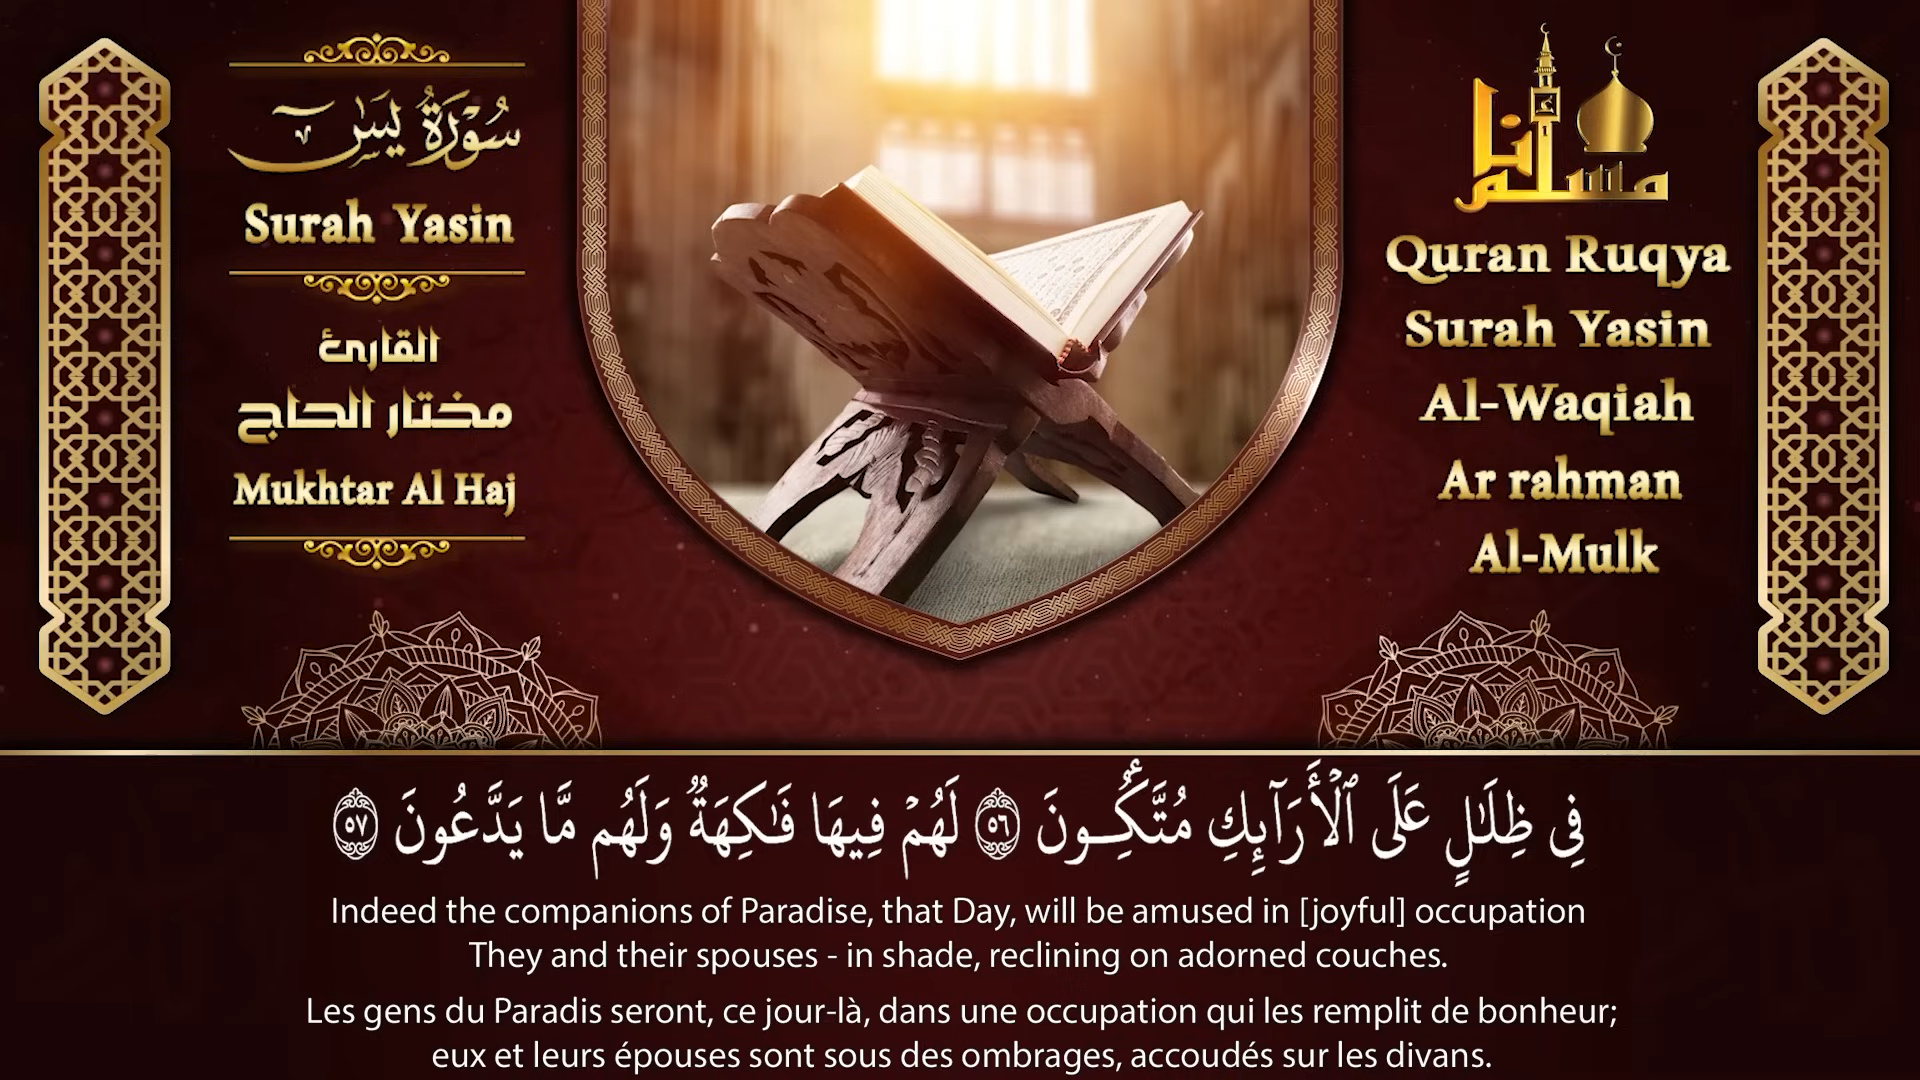 سُورَةُ يسٓ
Surah Yasin
القارئ
مختار الحاج
Mukhtar Al Haj
انا
مسلم
Quran Ruqya
Surah Yasin
Al-Waqiah
Ar rahman
Al-Mulk
فِى ظِلَـٰلٍ عَلَى ٱلْأَرَآئِكِ مُتَّكِـُٔونَ ٥٦ لَهُمْ فِيهَا فَـٰكِهَةٌ وَلَهُم مَّا يَدَّعُونَ ٥٧
Indeed the companions of Paradise, that Day, will be amused in [joyful] occupation
They and their spouses - in shade, reclining on adorned couches.
Les gens du Paradis seront, ce jour-là, dans une occupation qui les remplit de bonheur;
eux et leurs épouses sont sous des ombrages, accoudés sur les divans.